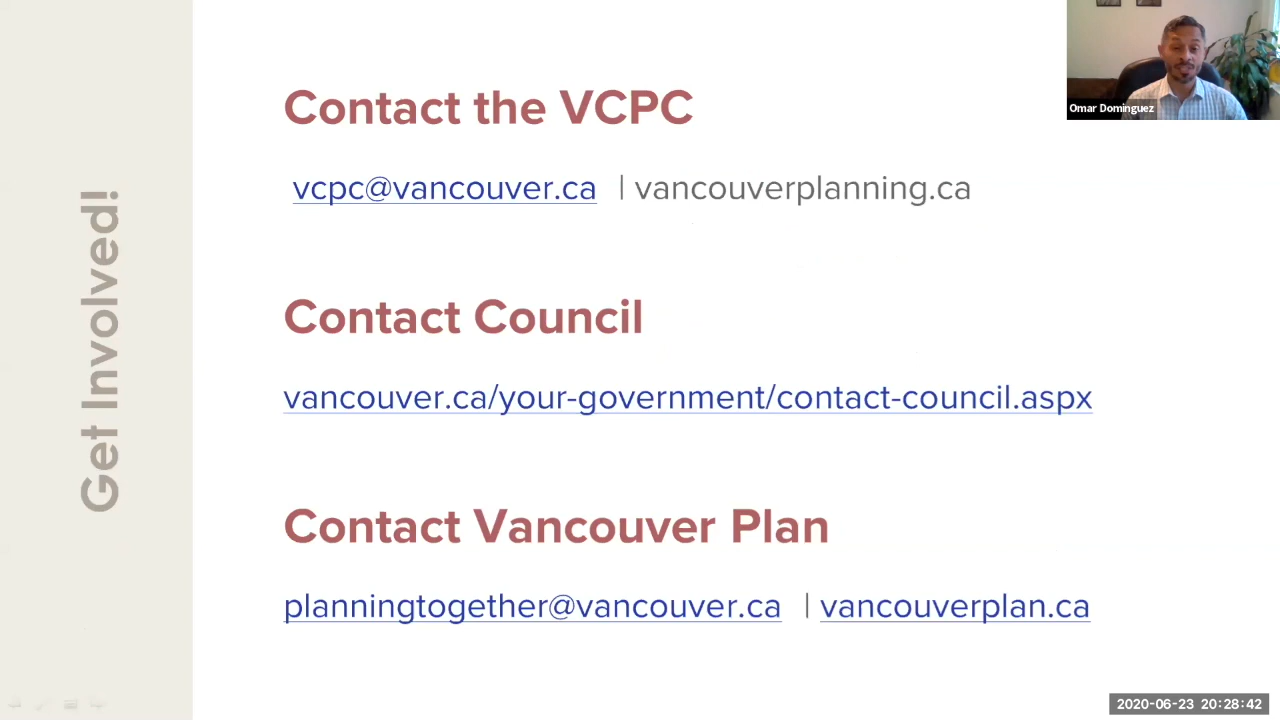 Get Involved!
Contact the VCPC
vcpc@vancouver.ca | vancouverplanning.ca
Contact Council
vancouver.ca/your-government/contact-council.aspx
Contact Vancouver Plan
planningtogether@vancouver.ca | vancouverplan.ca
Omar Dominguez
2020-06-23 20:28:42